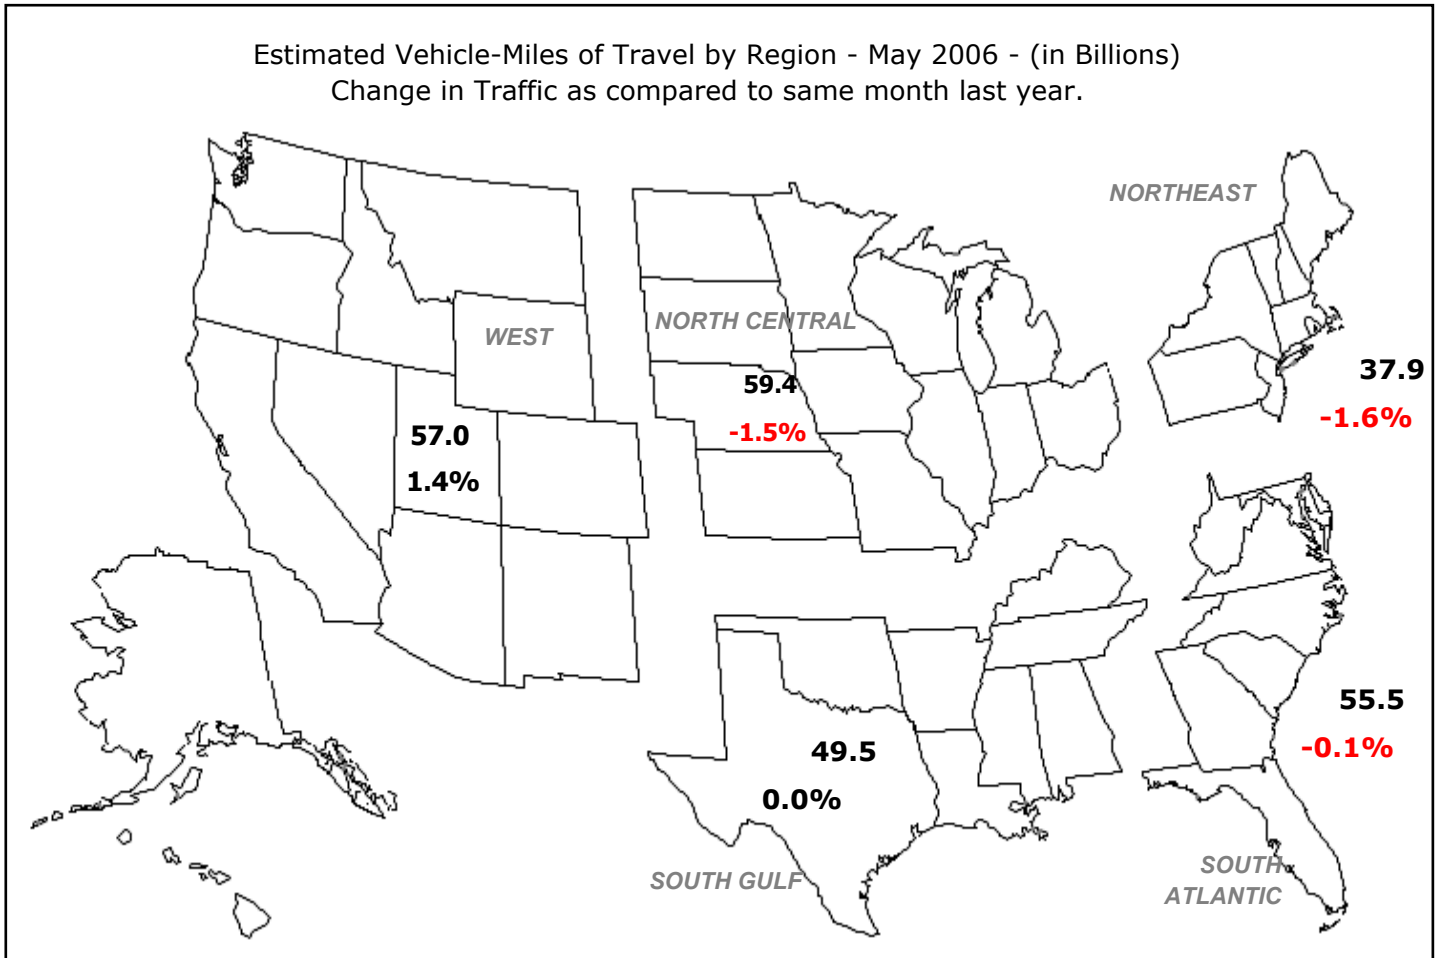 Estimated Vehicle-Miles of Travel by Region - May 2006 - (in Billions)
Change in Traffic as compared to same month last year.
NORTHEAST
37.9
-1.6%
WEST
57.0
1.4%
NORTH CENTRAL
59.4
-1.5%
55.5
-0.1%
SOUTH
ATLANTIC
49.5
0.0%
SOUTH GULF